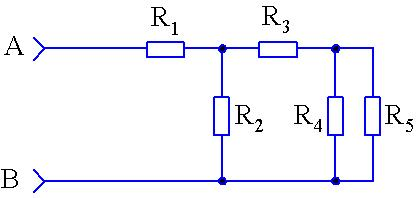 A R₁ R₃
R₂ R₄ R₅
B